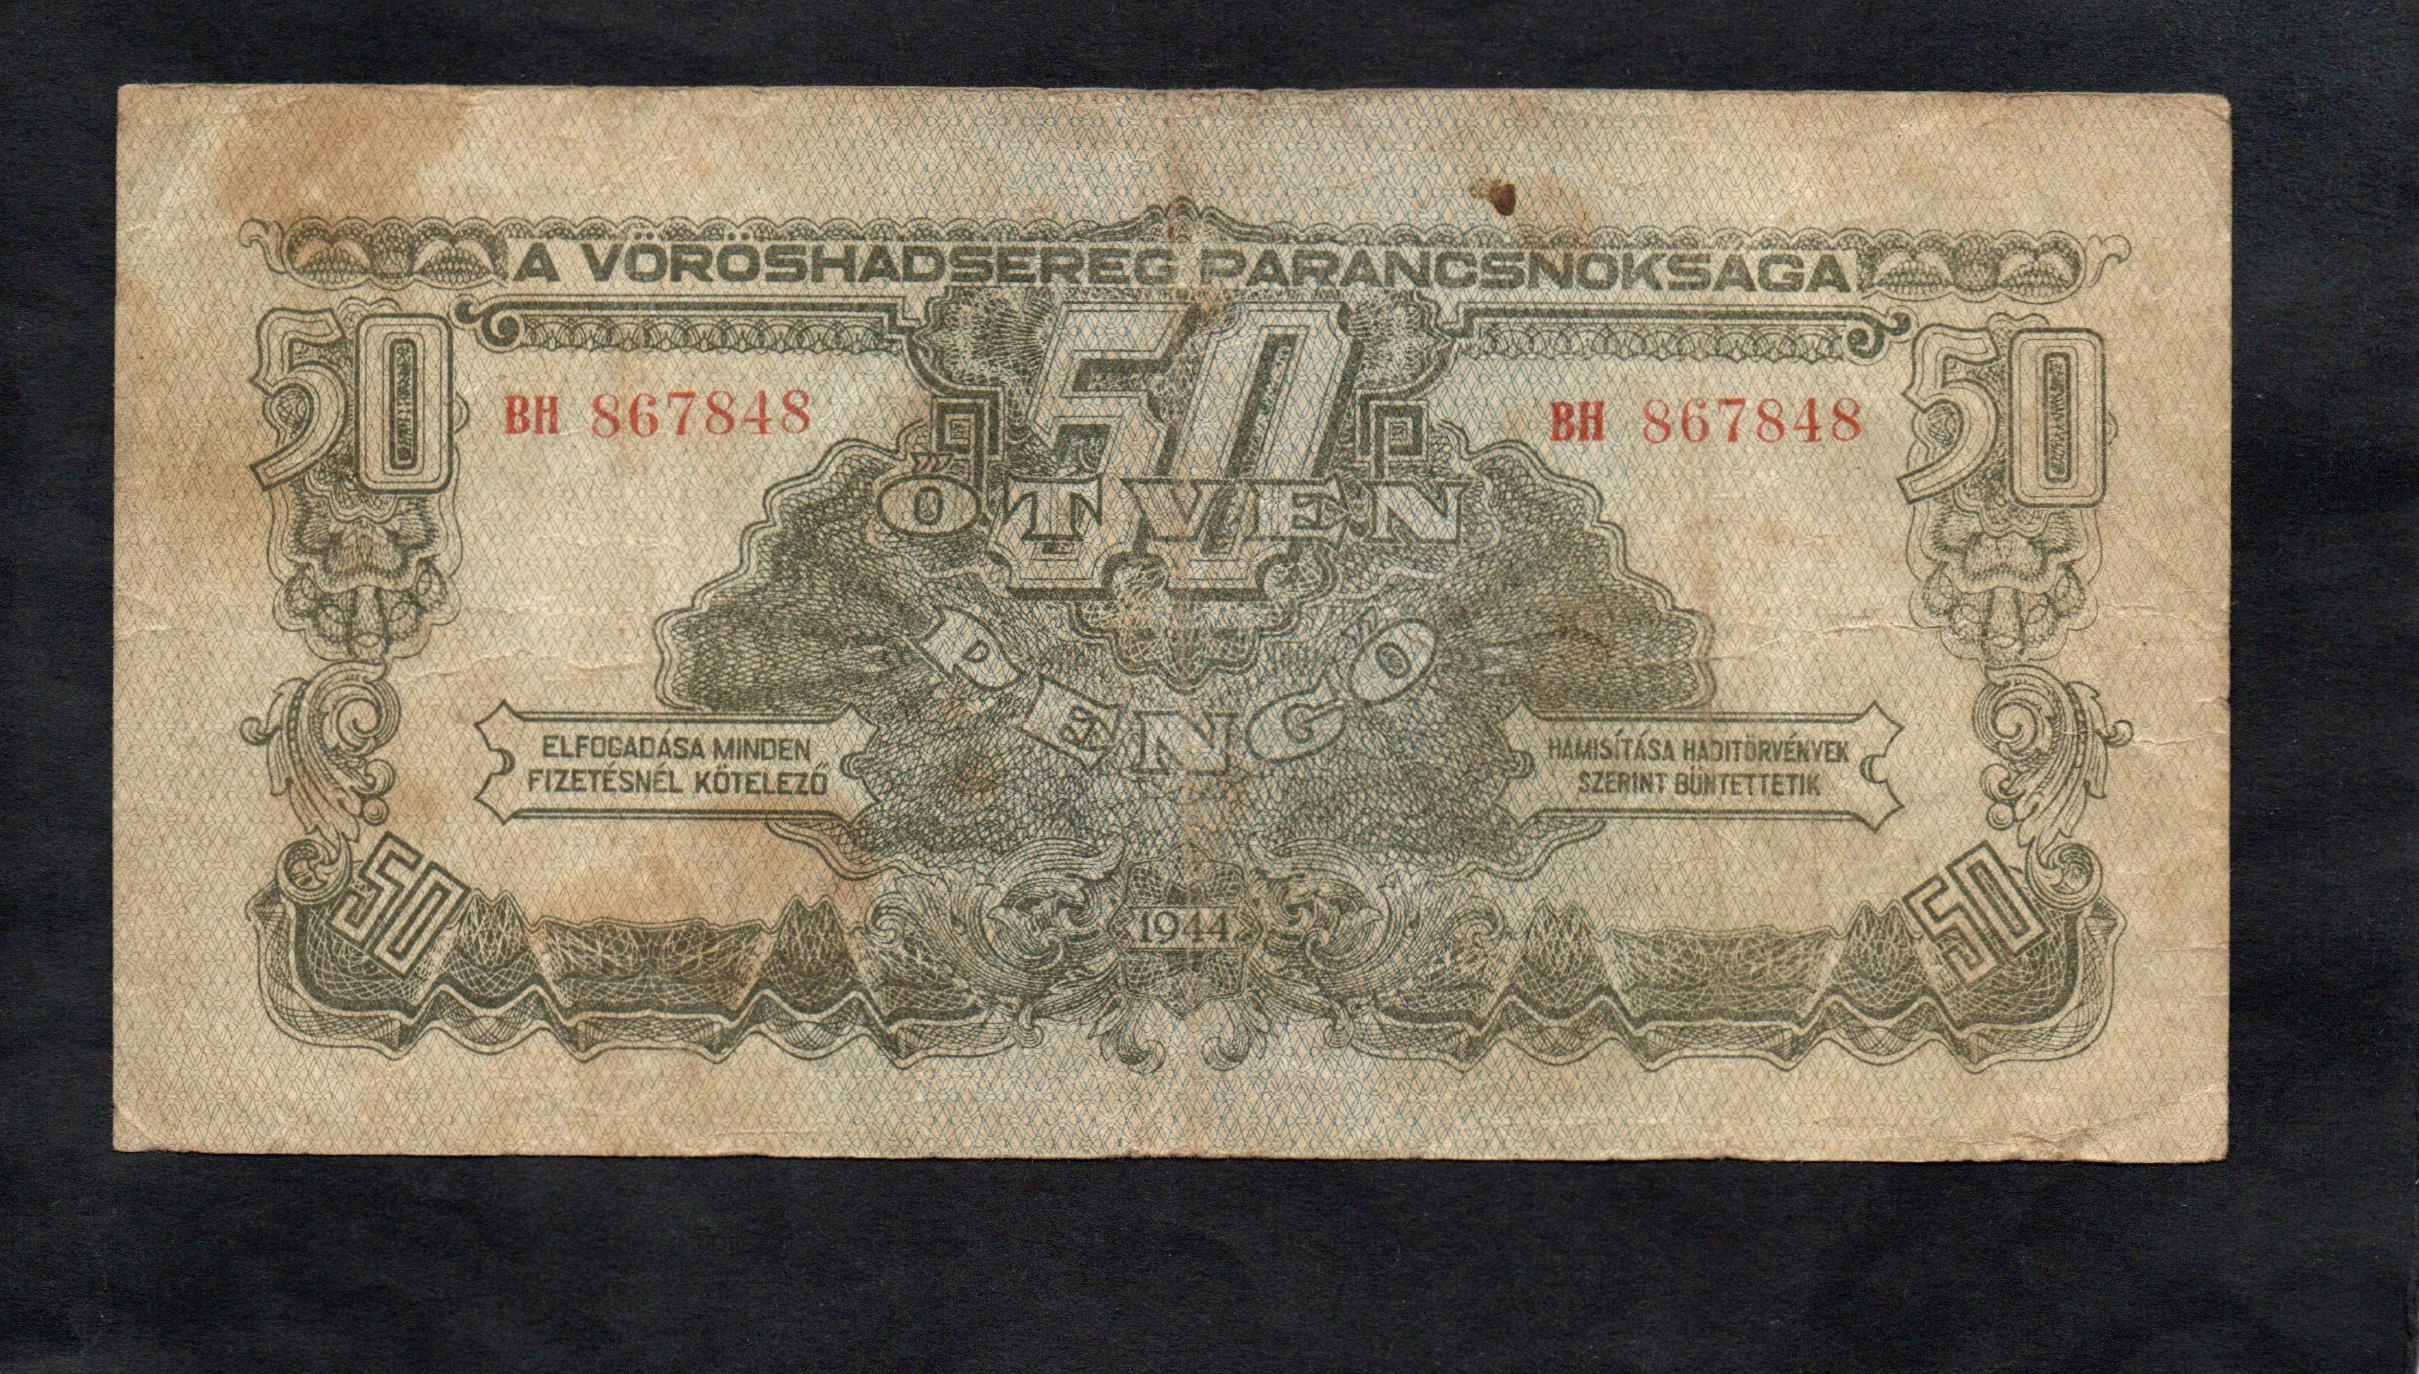 A VÖRÖSHADSEREG PARANCSNOKSÁGA
50 50 50
BH 867848 BH 867848
ÖTVEN
PENGŐ
ELFOGADÁSA MINDEN
FIZETÉSNÉL KÖTELEZŐ
HAMISÍTÁSA HADITÖRVÉNYEK
SZERINT BÜNTETTETIK
50 50
1944